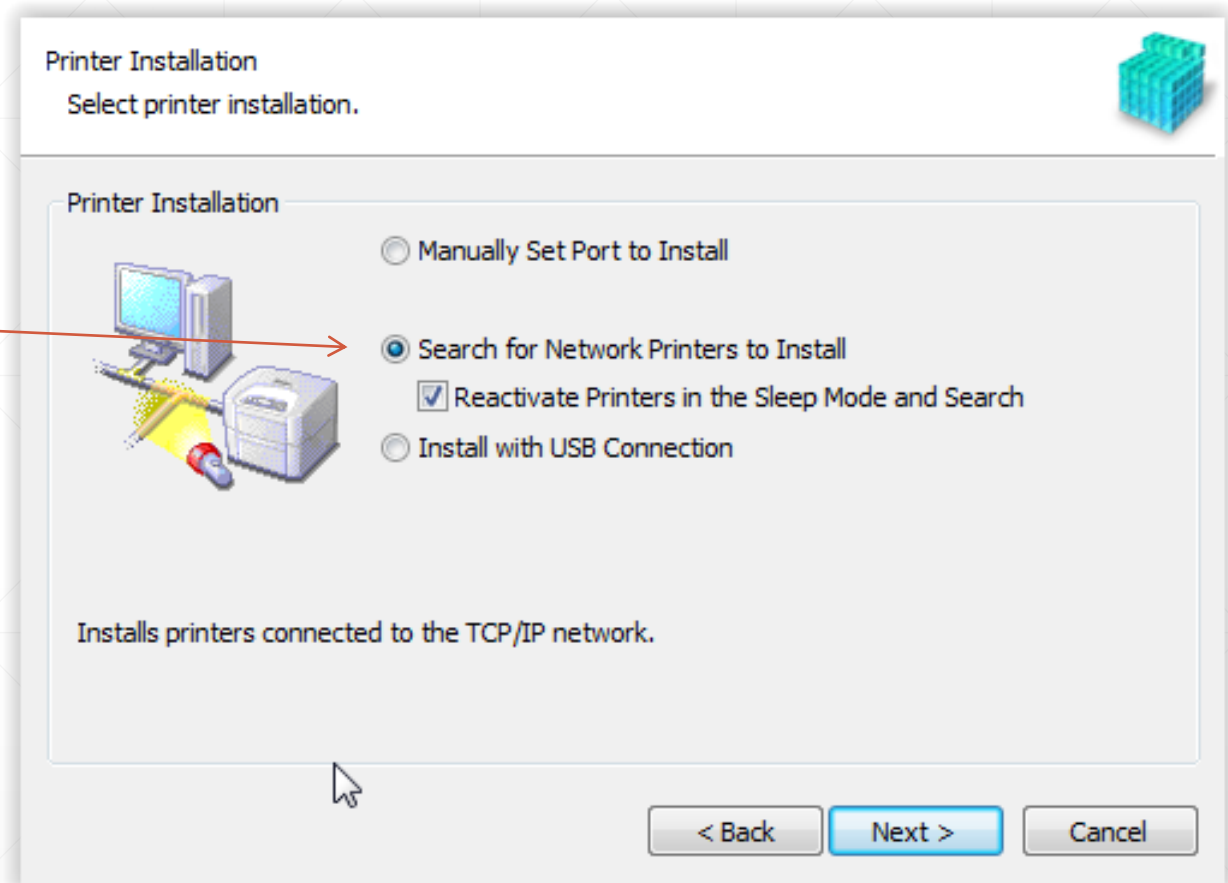 Printer Installation
Select printer installation.
Printer Installation
Manually Set Port to Install
Search for Network Printers to Install
Reactivate Printers in the Sleep Mode and Search
Install with USB Connection
Installs printers connected to the TCP/IP network.
< Back Next > Cancel